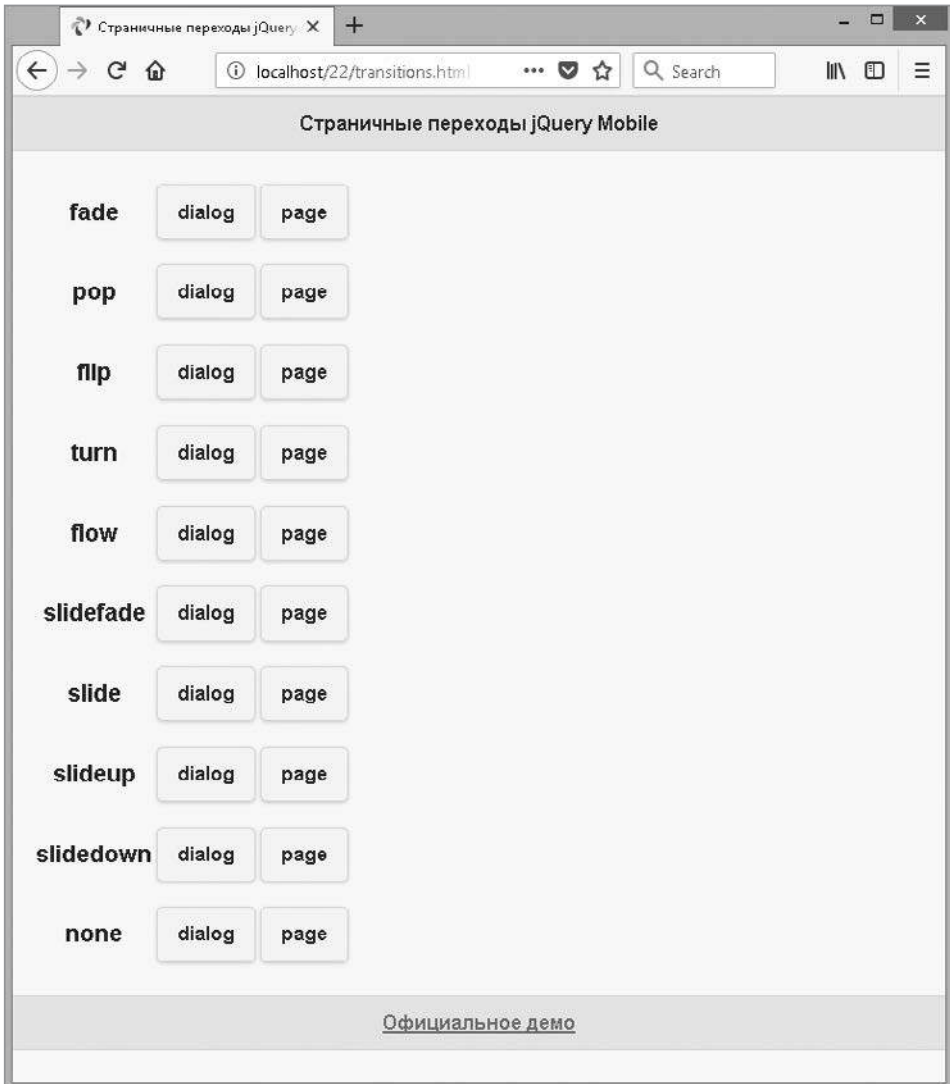 Страничные переходы jQuery
localhost/22/transitions.html
Search
Страничные переходы jQuery Mobile
fade dialog page
pop dialog page
flip dialog page
turn dialog page
flow dialog page
slidefade dialog page
slide dialog page
slideup dialog page
slidedown dialog page
none dialog page
Официальное демо